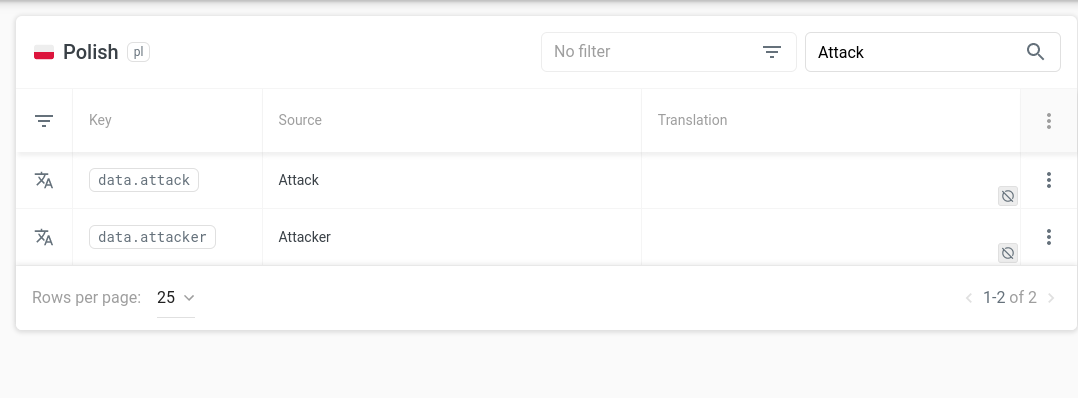 Polish pl No filter Attack
Key Source Translation
data.attack Attack
data.attacker Attacker
Rows per page: 25 1-2 of 2